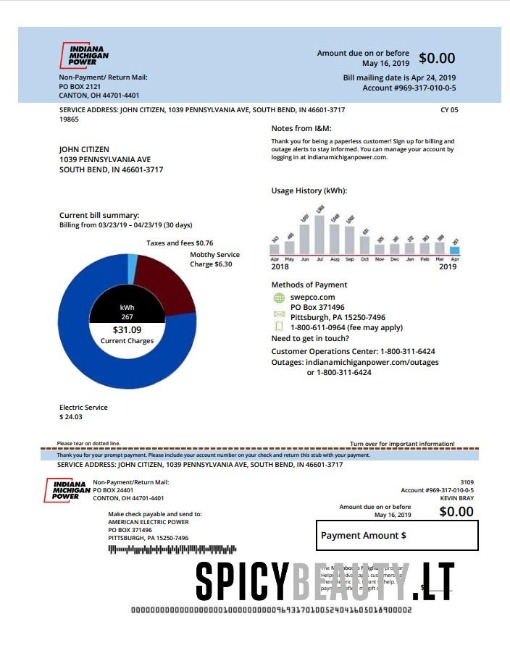 INDIANA
MICHIGAN
POWER
Non-Payment/ Return Mail:
PO BOX 2121
CANTON, OH 44701-4401
Amount due on or before
May 16, 2019
$0.00
Bill mailing date is Apr 24, 2019
Account #969-317-010-0-5
SERVICE ADDRESS: JOHN CITIZEN, 1039 PENNSYLVANIA AVE, SOUTH BEND, IN 46601-3717
CY 05
19865
Notes from I&M:
Thank you for being a paperless customer! Sign up for billing and
outage alerts to stay informed. You can manage your account by
logging in at indianamichiganpower.com.
JOHN CITIZEN
1039 PENNSYLVANIA AVE
SOUTH BEND, IN 46601-3717
Usage History (kWh):
Apr May Jun Jul Aug Sep Oct Nov Dec Jan Feb Mar Apr
2018 2019
Current bill summary:
Billing from 03/23/19 – 04/23/19 (30 days)
Taxes and fees $0.76
Mobthy Service
Charge $6.30
kWh
267
$31.09
Current Charges
Electric Service
$ 24.03
Methods of Payment
swepco.com
PO Box 371496
Pittsburgh, PA 15250-7496
1-800-611-0964 (fee may apply)
Need to get in touch?
Customer Operations Center: 1-800-311-6424
Outages: indianamichiganpower.com/outages
or 1-800-311-6424
Please tear on dotted line.
Turn over for important information!
Thank you for your prompt payment. Please include your account number on your check and return this stab with your payment.
SERVICE ADDRESS: JOHN CITIZEN, 1039 PENNSYLVANIA AVE, SOUTH BEND, IN 46601-3717
INDIANA
MICHIGAN
POWER
Non-Payment/Return Mail:
PO BOX 24401
CONTON, OH 44701-4401
3109
Account #969-317-010-0-5
KEVIN BRAY
Amount due on or before
May 16, 2019
$0.00
Make check payable and send to:
AMERICAN ELECTRIC POWER
PO BOX 371496
PITTSBURGH, PA 15250-7496
Payment Amount $
SPICYBEAUTY.LT